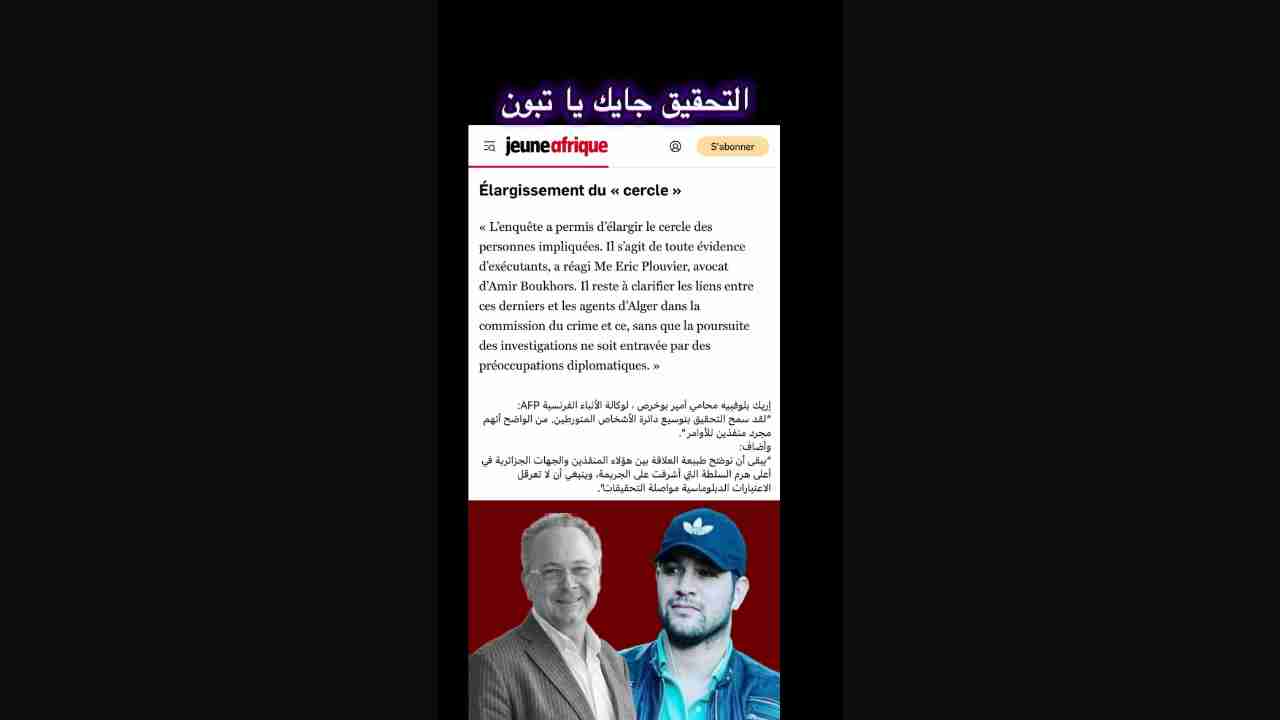 التحقيق جايك يا تبون
jeuneafrique
S'abonner
Élargissement du « cercle »
« L'enquête a permis d'élargir le cercle des
personnes impliquées. Il s'agit de toute évidence
d'exécutants, a réagi Me Eric Plouvier, avocat
d'Amir Boukhors. Il reste à clarifier les liens entre
ces derniers et les agents d'Alger dans la
commission du crime et ce, sans que la poursuite
des investigations ne soit entravée par des
préoccupations diplomatiques. »
إريك بلوفييه محامي أمير بوخرص ، لوكالة الأنباء الفرنسية AFP:
"لقد سمح التحقيق بتوسيع دائرة الأشخاص المتورطين. من الواضح أنهم
مجرد منفذين للأوامر".
وأضاف:
"يبقى أن نوضح طبيعة العلاقة بين هؤلاء المنفذين والجهات الجزائرية في
أعلى هرم السلطة التي أشرفت على الجريمة، وينبغي أن لا تعرقل
الاعتبارات الدبلوماسية مواصلة التحقيقات".